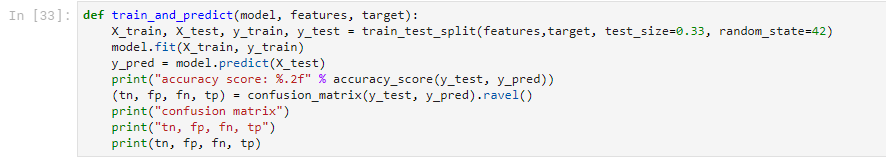 In [33]: def train_and_predict(model, features, target):
    X_train, X_test, y_train, y_test = train_test_split(features,target, test_size=0.33, random_state=42)
    model.fit(X_train, y_train)
    y_pred = model.predict(X_test)
    print("accuracy score: %.2f" % accuracy_score(y_test, y_pred))
    (tn, fp, fn, tp) = confusion_matrix(y_test, y_pred).ravel()
    print("confusion matrix")
    print("tn, fp, fn, tp")
    print(tn, fp, fn, tp)